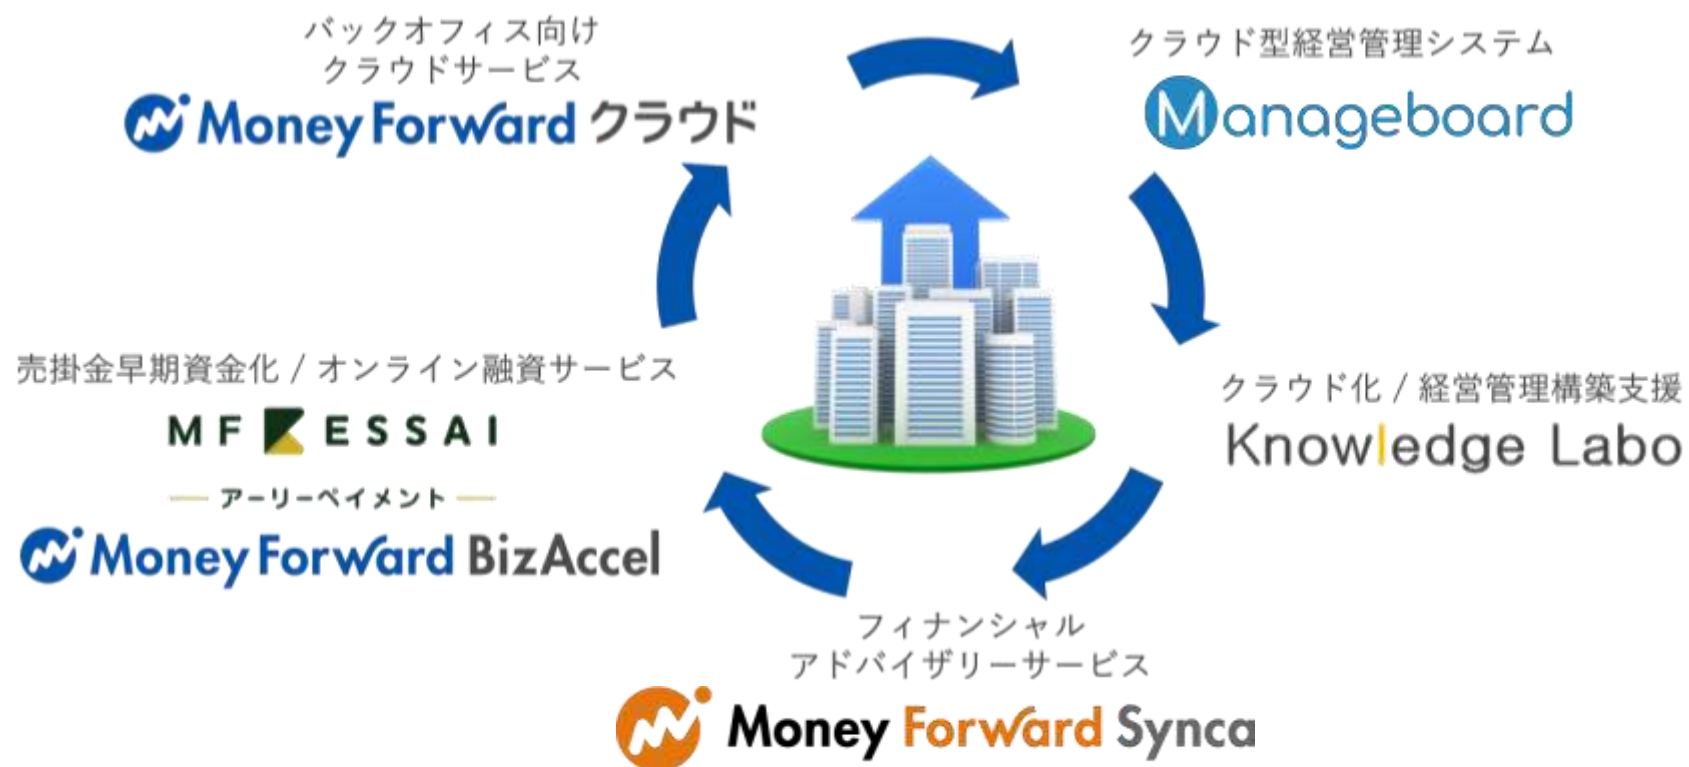 バックオフィス向け
クラウドサービス
Money Forward クラウド
クラウド型経営管理システム
Manageboard
クラウド化 / 経営管理構築支援
Knowledge Labo
フィナンシャル
アドバイザリーサービス
Money Forward Synca
売掛金早期資金化 / オンライン融資サービス
MF KESSAI
アーリーペイメント
Money Forward BizAccel